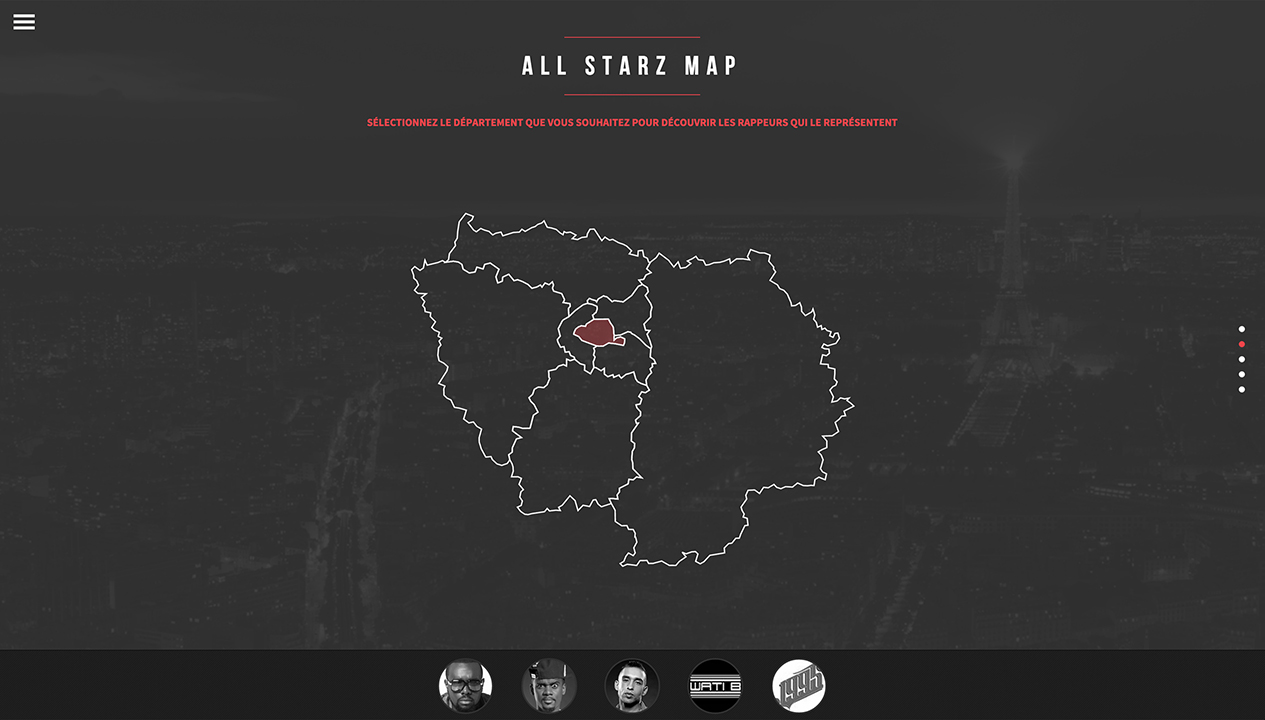 ALL STARZ MAP
SÉLECTIONNEZ LE DÉPARTEMENT QUE VOUS SOUHAITEZ POUR DÉCOUVRIR LES RAPPEURS QUI LE REPRÉSENTENT
WATI B
1995